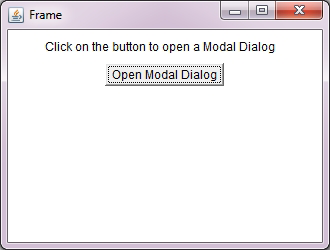 Frame
Click on the button to open a Modal Dialog
Open Modal Dialog